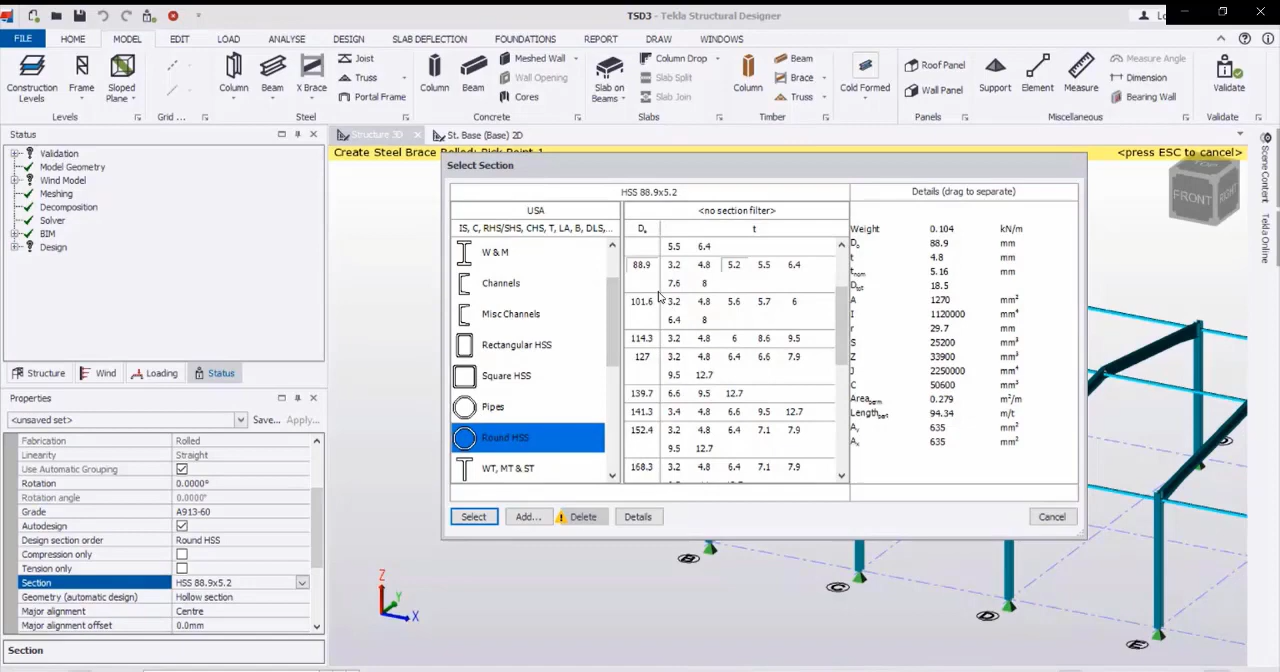 TSD3 - Tekla Structural Designer
FILE HOME MODEL EDIT LOAD ANALYSE DESIGN SLAB DEFLECTION FOUNDATIONS REPORT DRAW WINDOWS
Construction Levels
Frame
Sloped Plane
Levels
Grid ...
Column
Beam
X Brace
Joist
Truss
Portal Frame
Steel
Column
Beam
Meshed Wall
Wall Opening
Cores
Concrete
Slab on Beams
Column Drop
Slab Split
Slab Join
Slabs
Column
Beam
Brace
Truss
Timber
Cold Formed
Roof Panel
Wall Panel
Panels
Support
Element
Measure
Measure Angle
Dimension
Bearing Wall
Miscellaneous
Validate
Validate
Status
Validation
Model Geometry
Wind Model
Meshing
Decomposition
Solver
BIM
Design
Structure Wind Loading Status
Properties
<unsaved set> Save... Apply...
Fabrication Rolled
Linearity Straight
Use Automatic Grouping
Rotation 0.0000°
Rotation angle 0.0000°
Grade A913-60
Autodesign
Design section order Round HSS
Compression only
Tension only
Section HSS 88.9x5.2
Geometry (automatic design) Hollow section
Major alignment Centre
Major alignment offset 0.0mm
Section
Structure 3D St. Base (Base) 2D
Create Steel Brace Rolled: Pick Point 1 <press ESC to cancel>
Select Section
HSS 88.9x5.2
USA
IS, C, RHS/SHS, CHS, T, LA, B, DLS,...
W & M
Channels
Misc Channels
Rectangular HSS
Square HSS
Pipes
Round HSS
WT, MT & ST
<no section filter>
t
5.5 6.4
88.9 3.2 4.8 5.2 5.5 6.4
7.6 8
101.6 3.2 4.8 5.6 5.7 6
6.4 8
114.3 3.2 4.8 6 8.6 9.5
127 3.2 4.8 6.4 6.6 7.9
9.5 12.7
139.7 6.6 9.5 12.7
141.3 3.4 4.8 6.6 9.5 12.7
152.4 3.2 4.8 6.4 7.1 7.9
9.5 12.7
168.3 3.2 4.8 6.4 7.1 7.9
Details (drag to separate)
Weight 0.104 kN/m
88.9 mm
t 4.8 mm
tnom 5.16 mm
18.5
A 1270 mm²
I 1120000 mm⁴
r 29.7 mm
S 25200 mm³
Z 33900 mm³
J 2250000 mm⁴
C 50600 mm³
0.279 m²/m
94.34 m/t
635 mm²
635 mm²
Select Add... Delete Details Cancel
FRONT RIGHT
Scene Content
Tekla Online
Z
Y
X
B
C
D
E